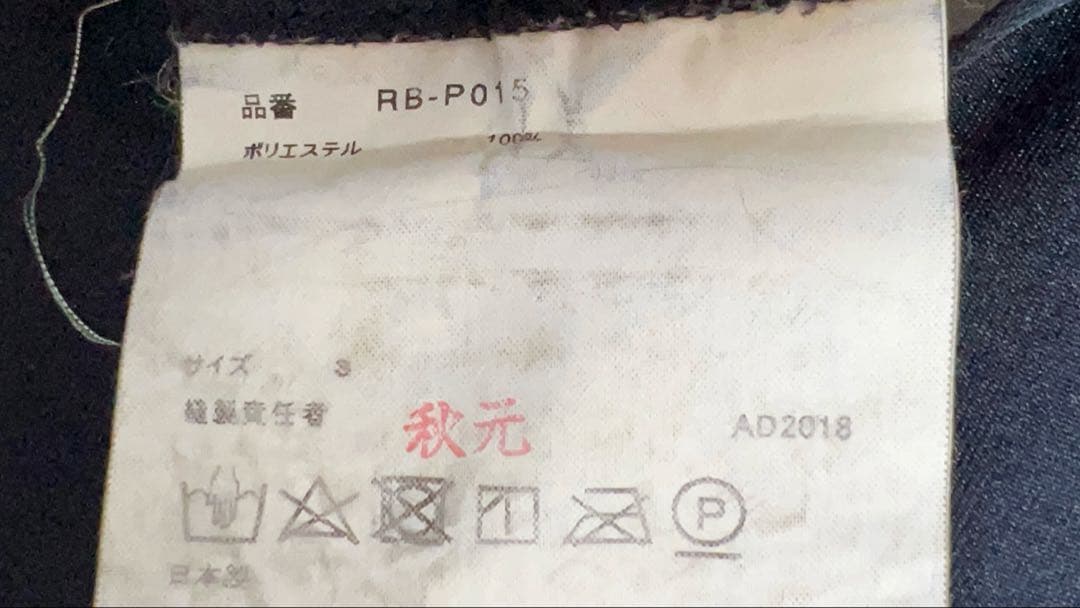 品番 RB-P015
ポリエステル 100%
サイズ 3
縫製責任者 秋元 AD2018
P
日本製